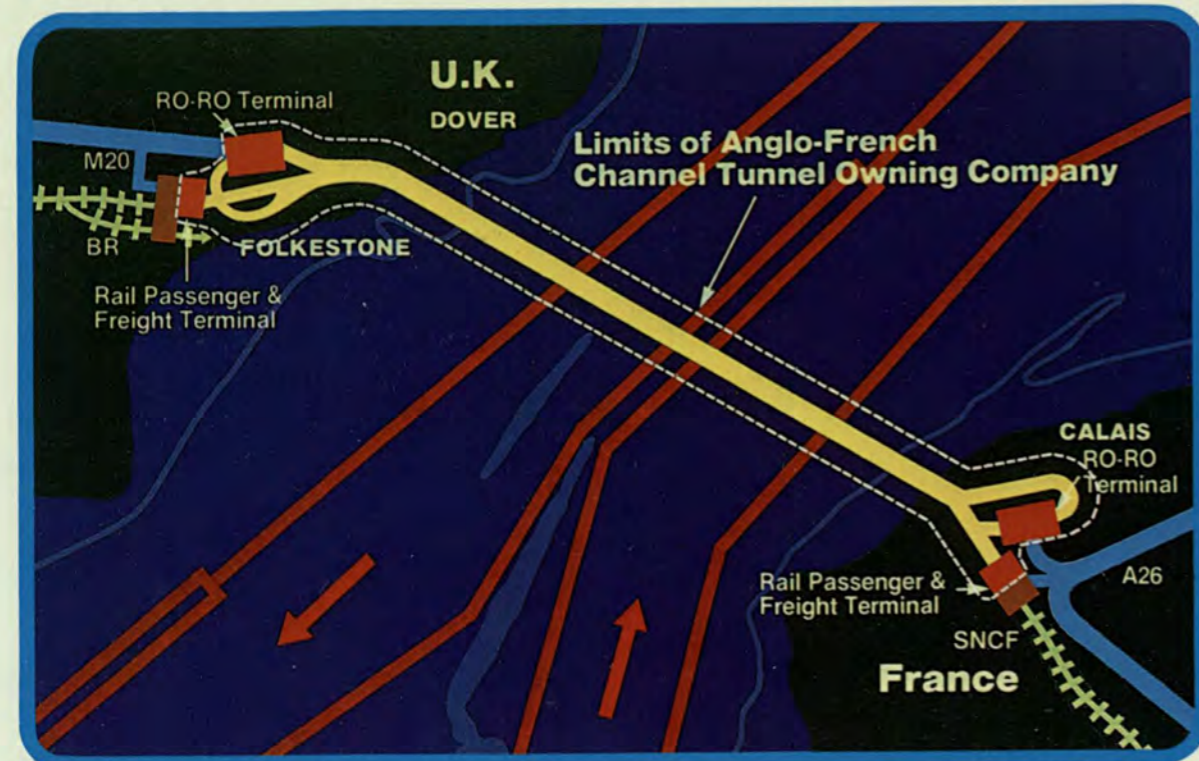 U.K.
DOVER
RO-RO Terminal
M20
BR
FOLKESTONE
Rail Passenger &
Freight Terminal
Limits of Anglo-French
Channel Tunnel Owning Company
CALAIS
RO-RO
Terminal
A26
Rail Passenger &
Freight Terminal
SNCF
France